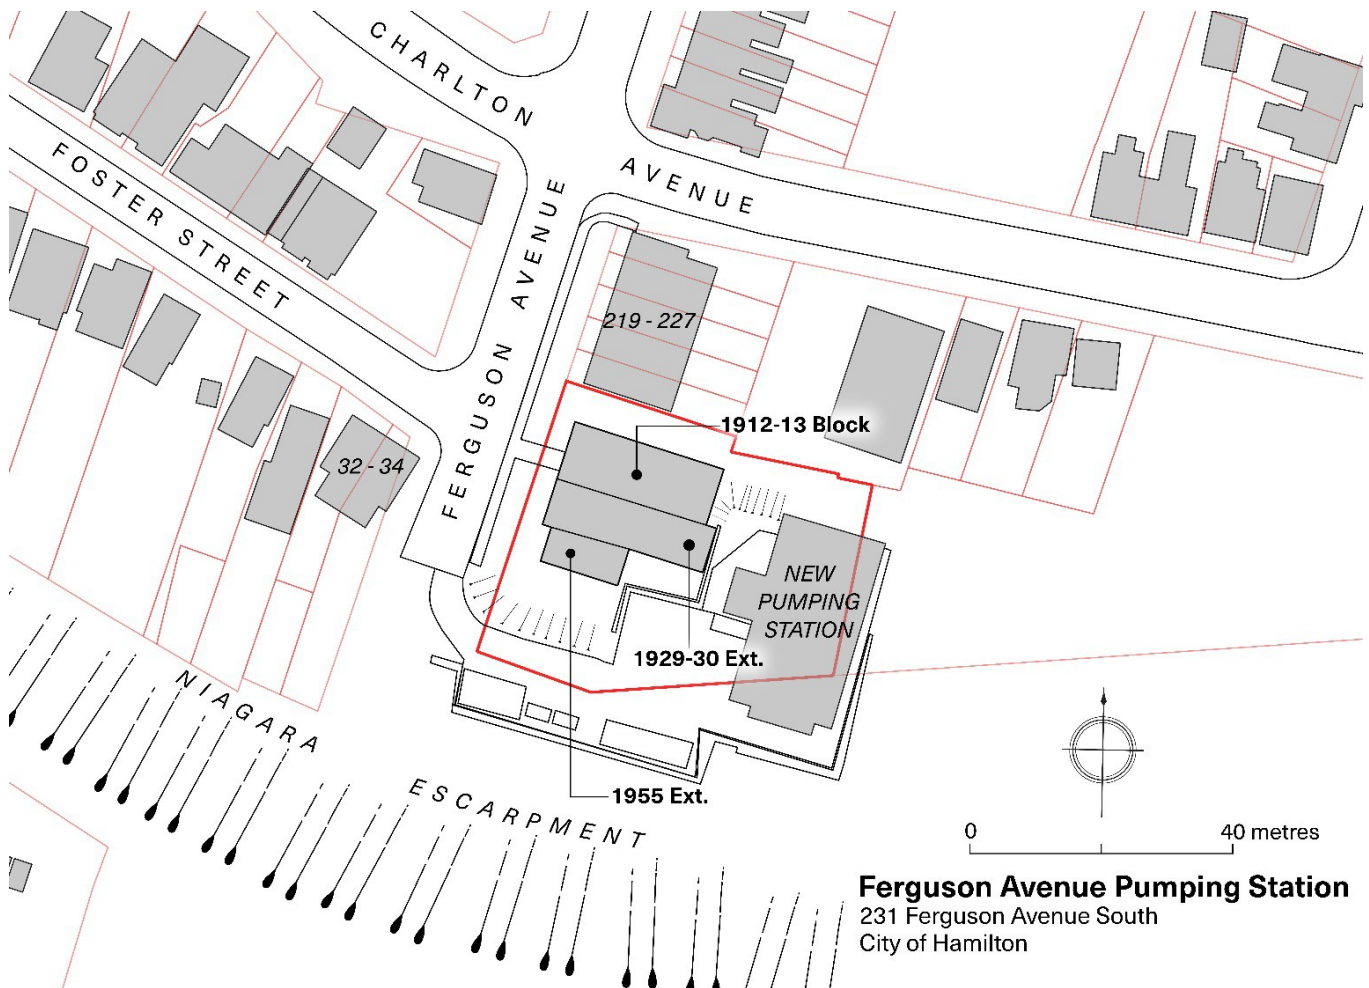 CHARLTON
AVENUE
FOSTER STREET
FERGUSON AVENUE
219 - 227
1912-13 Block
32 - 34
NEW
PUMPING
STATION
1929-30 Ext.
NIAGARA
ESCARPMENT
1955 Ext.
0 40 metres
Ferguson Avenue Pumping Station
231 Ferguson Avenue South
City of Hamilton